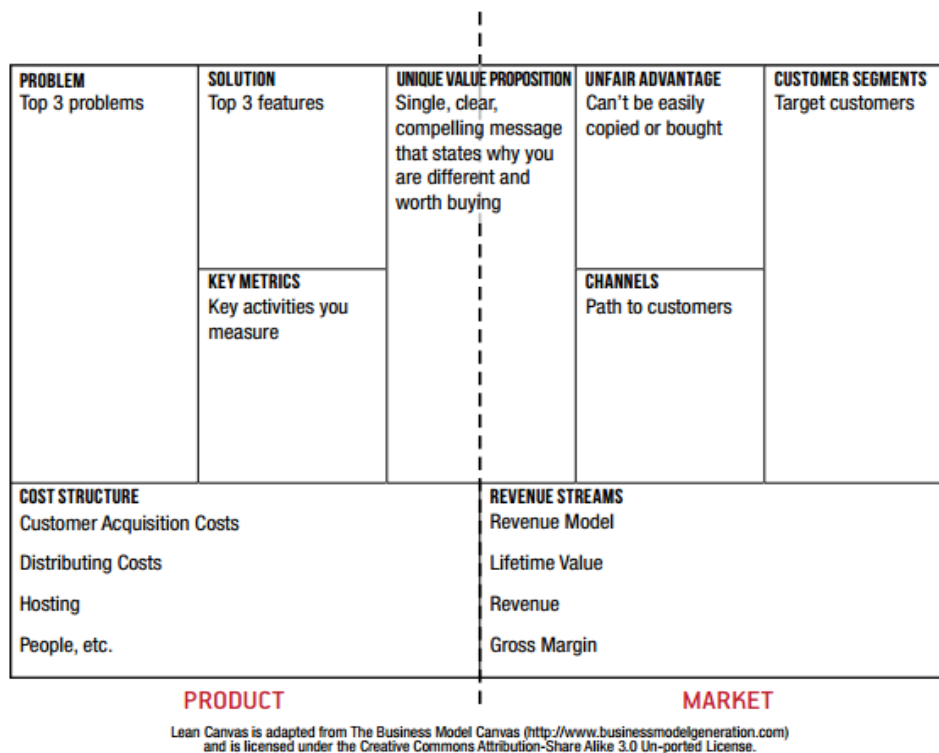 PROBLEM
Top 3 problems
SOLUTION
Top 3 features
KEY METRICS
Key activities you
measure
UNIQUE VALUE PROPOSITION
Single, clear,
compelling message
that states why you
are different and
worth buying
UNFAIR ADVANTAGE
Can't be easily
copied or bought
CHANNELS
Path to customers
CUSTOMER SEGMENTS
Target customers
COST STRUCTURE
Customer Acquisition Costs
Distributing Costs
Hosting
People, etc.
REVENUE STREAMS
Revenue Model
Lifetime Value
Revenue
Gross Margin
PRODUCT
MARKET
Lean Canvas is adapted from The Business Model Canvas (http://www.businessmodelgeneration.com)
and is licensed under the Creative Commons Attribution-Share Alike 3.0 Un-ported License.